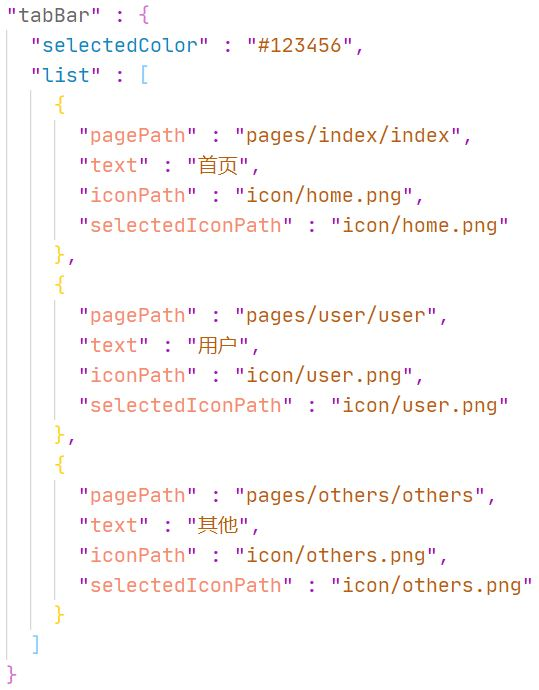 "tabBar" : {
"selectedColor" : "#123456",
"list" : [
{
"pagePath" : "pages/index/index",
"text" : "首页",
"iconPath" : "icon/home.png",
"selectedIconPath" : "icon/home.png"
},
{
"pagePath" : "pages/user/user",
"text" : "用户",
"iconPath" : "icon/user.png",
"selectedIconPath" : "icon/user.png"
},
{
"pagePath" : "pages/others/others",
"text" : "其他",
"iconPath" : "icon/others.png",
"selectedIconPath" : "icon/others.png"
}
]
}